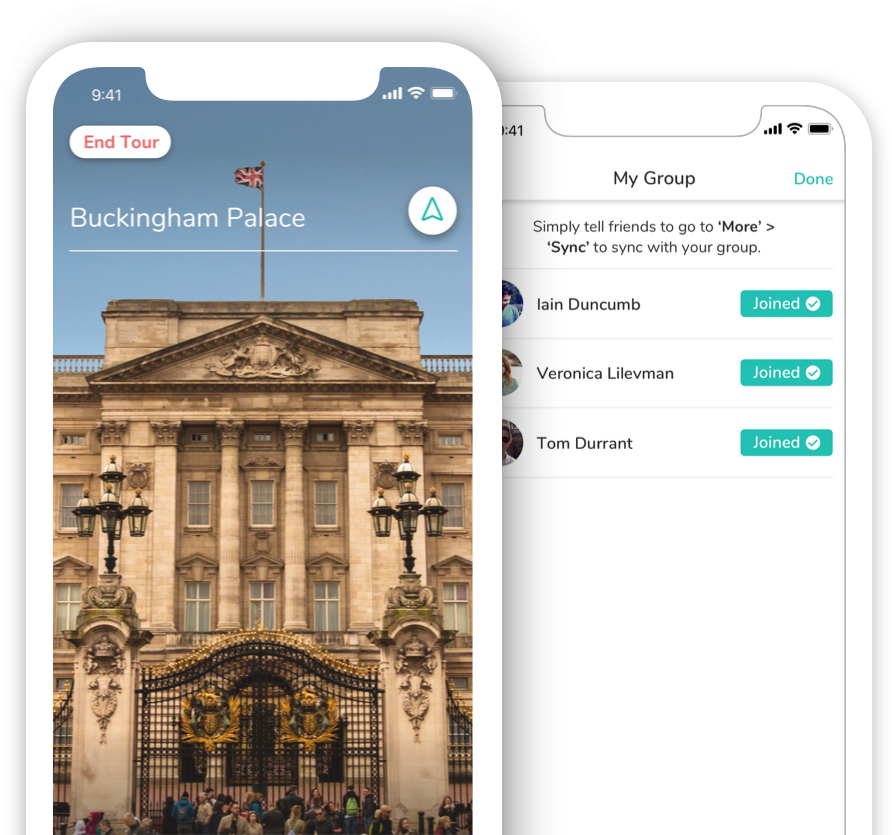 9:41
End Tour
Buckingham Palace
:41
My Group
Done
Simply tell friends to go to ‘More’ >
‘Sync’ to sync with your group.
Iain Duncumb
Joined
Veronica Lilevman
Joined
Tom Durrant
Joined